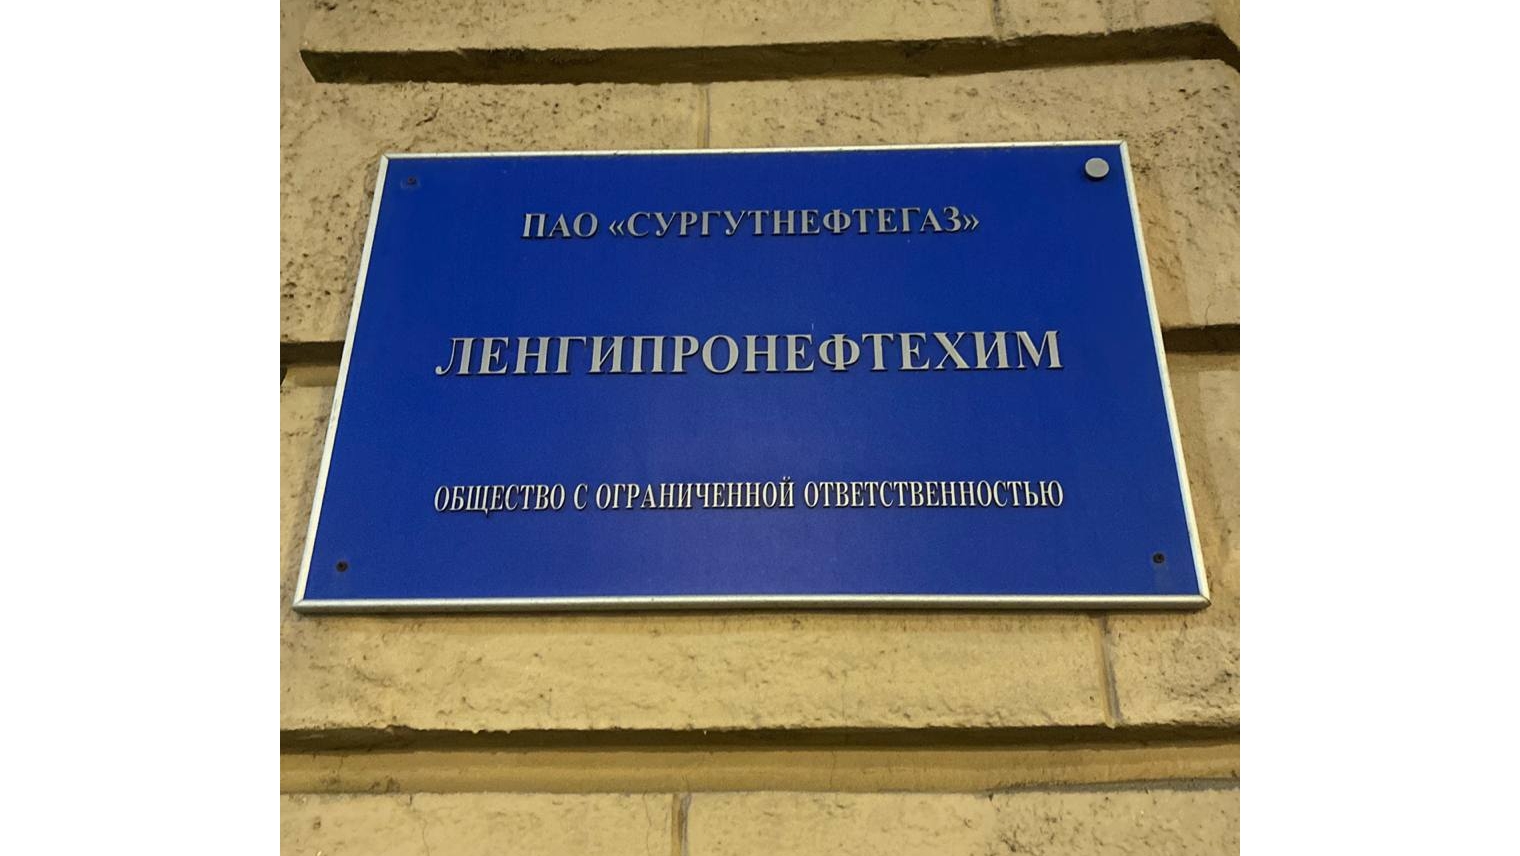 ПАО «СУРГУТНЕФТЕГАЗ»
ЛЕНГИПРОНЕФТЕХИМ
ОБЩЕСТВО С ОГРАНИЧЕННОЙ ОТВЕТСТВЕННОСТЬЮ